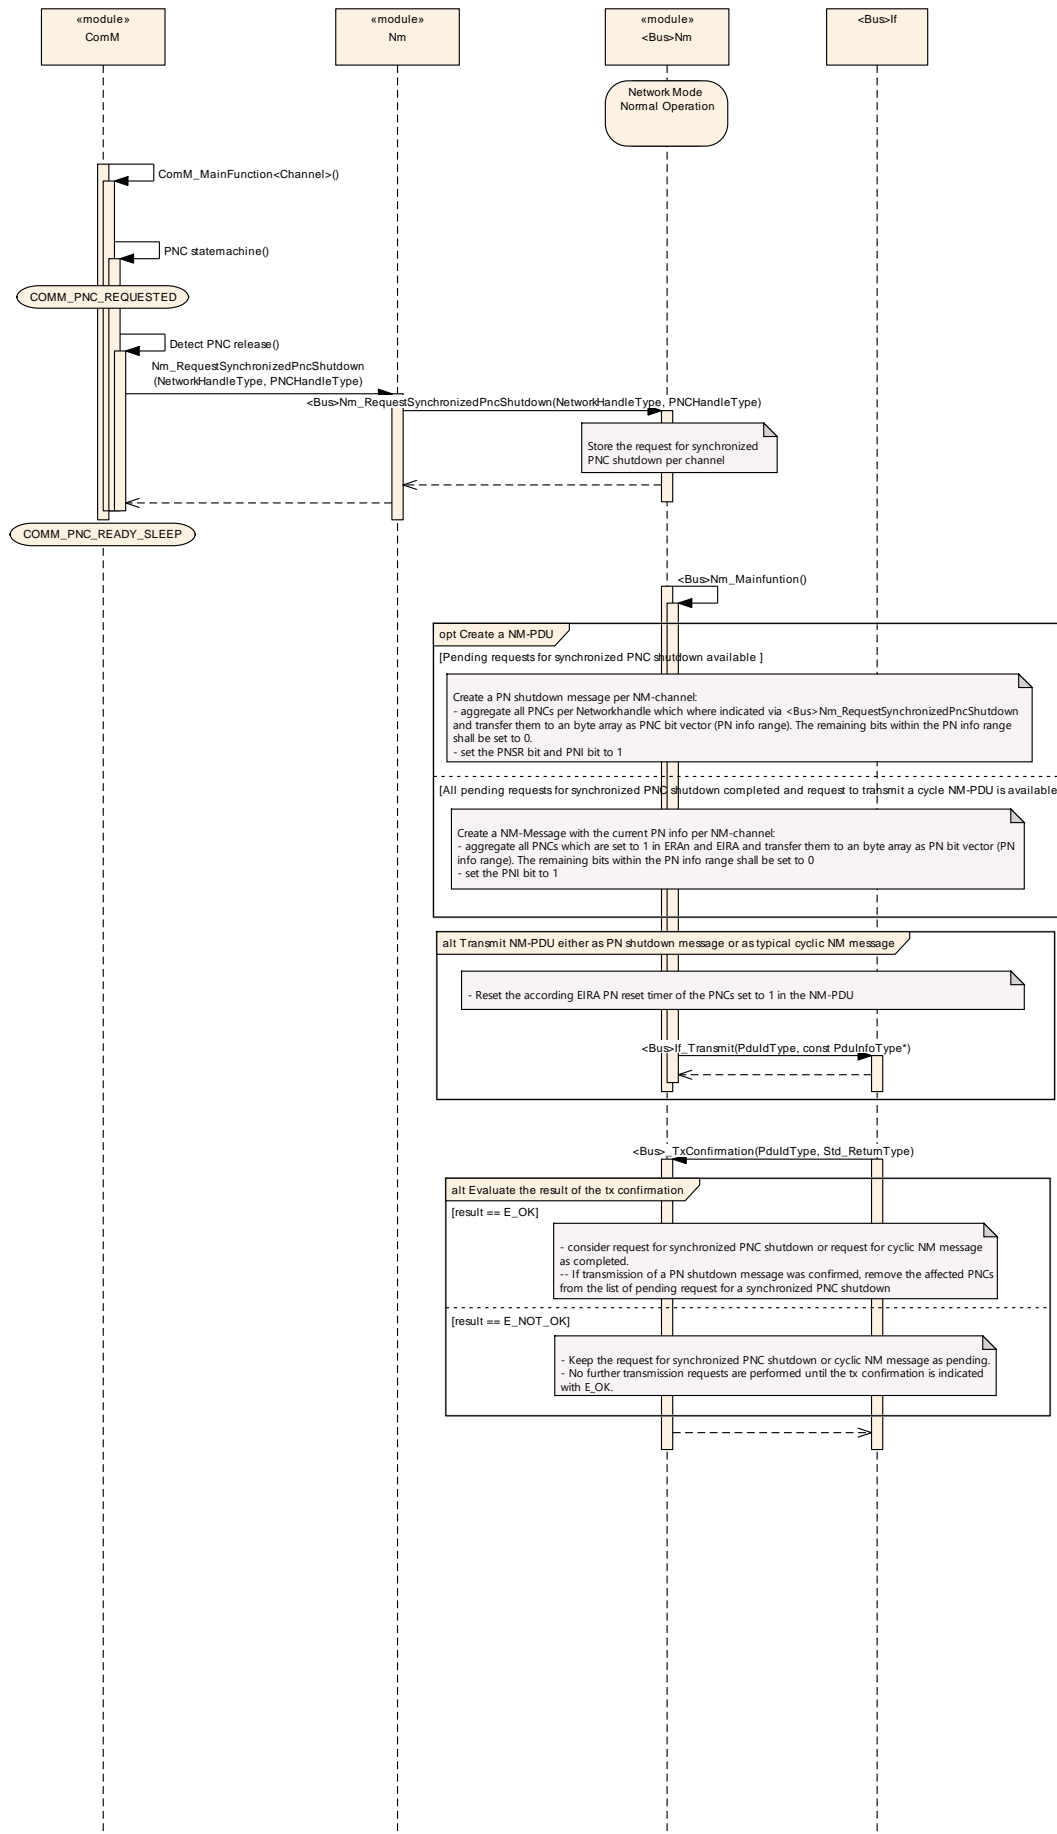 «module»
ComM
«module»
Nm
«module»
<Bus>Nm
<Bus>If
Network Mode
Normal Operation
ComM_MainFunction<Channel>()
PNC statemachine()
COMM_PNC_REQUESTED
Detect PNC release()
Nm_RequestSynchronizedPncShutdown
(NetworkHandleType, PNCHandleType)
<Bus>Nm_RequestSynchronizedPncShutdown(NetworkHandleType, PNCHandleType)
Store the request for synchronized
PNC shutdown per channel
COMM_PNC_READY_SLEEP
<Bus>Nm_Mainfuntion()
opt Create a NM-PDU
[Pending requests for synchronized PNC shutdown available ]
Create a PN shutdown message per NM-channel:
- aggregate all PNCs per Networkhandle which where indicated via <Bus>Nm_RequestSynchronizedPncShutdown
and transfer them to an byte array as PNC bit vector (PN info range). The remaining bits within the PN info range
shall be set to 0.
- set the PNSR bit and PNI bit to 1
[All pending requests for synchronized PNC shutdown completed and request to transmit a cycle NM-PDU is available
Create a NM-Message with the current PN info per NM-channel:
- aggregate all PNCs which are set to 1 in ERAn and EIRA and transfer them to an byte array as PN bit vector (PN
info range). The remaining bits within the PN info range shall be set to 0
- set the PNI bit to 1
alt Transmit NM-PDU either as PN shutdown message or as typical cyclic NM message
- Reset the according EIRA PN reset timer of the PNCs set to 1 in the NM-PDU
<Bus>If_Transmit(PduIdType, const PduInfoType*)
<Bus>_TxConfirmation(PduIdType, Std_ReturnType)
alt Evaluate the result of the tx confirmation
[result == E_OK]
- consider request for synchronized PNC shutdown or request for cyclic NM message
as completed.
-- If transmission of a PN shutdown message was confirmed, remove the affected PNCs
from the list of pending request for a synchronized PNC shutdown
[result == E_NOT_OK]
- Keep the request for synchronized PNC shutdown or cyclic NM message as pending.
- No further transmission requests are performed until the tx confirmation is indicated
with E_OK.